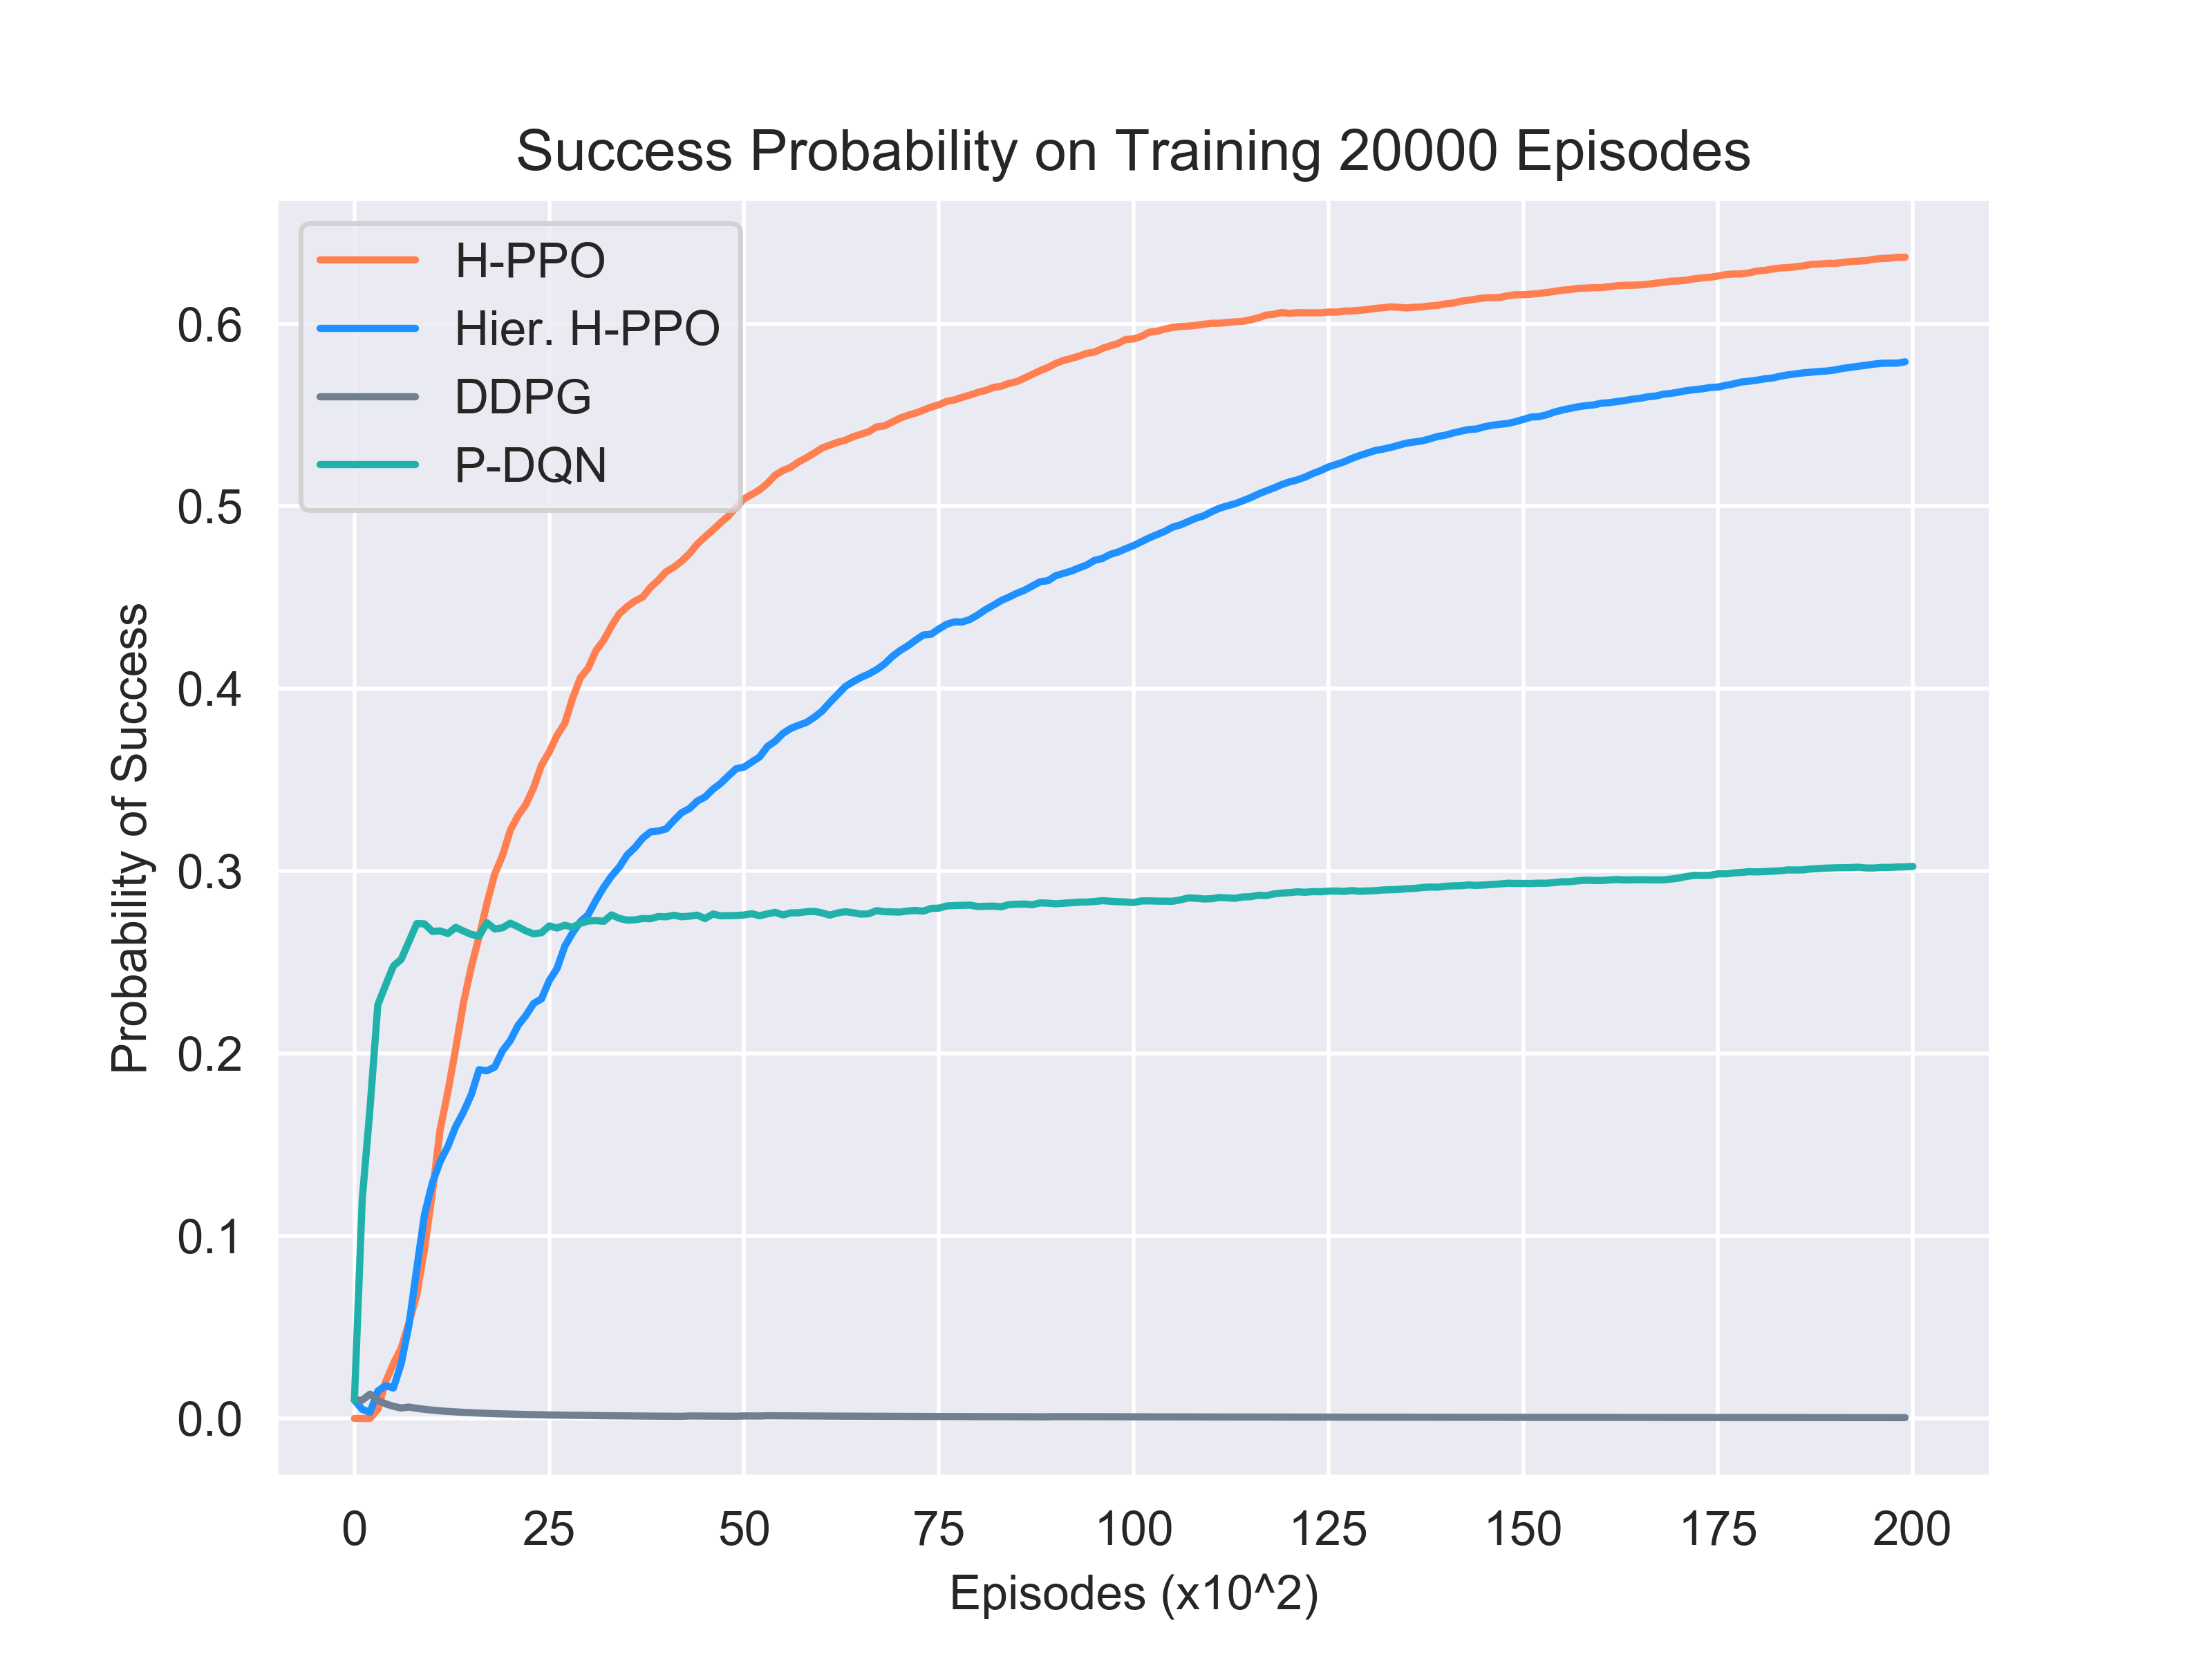 Success Probability on Training 20000 Episodes
H-PPO
Hier. H-PPO
DDPG
P-DQN
Probability of Success
0.6
0.5
0.4
0.3
0.2
0.1
0.0
0 25 50 75 100 125 150 175 200
Episodes (x10^2)